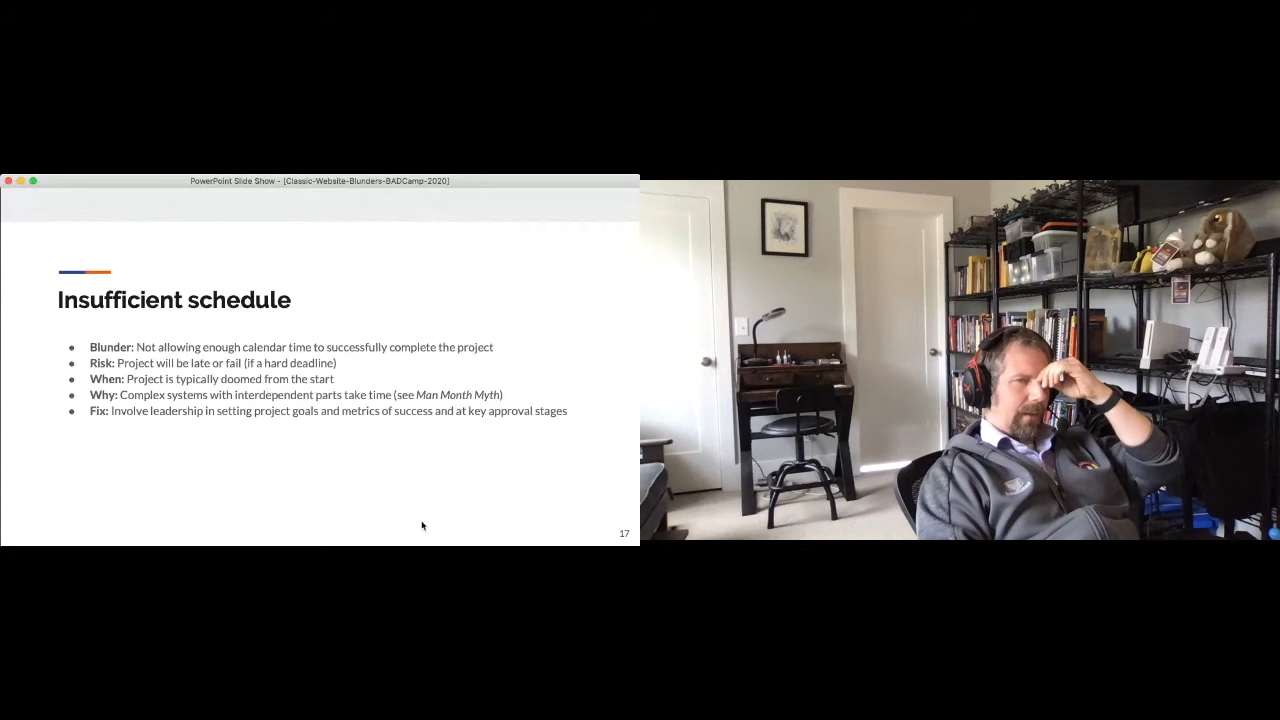 PowerPoint Slide Show - [Classic-Website-Blunders-BADCamp-2020]
Insufficient schedule
● Blunder: Not allowing enough calendar time to successfully complete the project
● Risk: Project will be late or fail (if a hard deadline)
● When: Project is typically doomed from the start
● Why: Complex systems with interdependent parts take time (see Man Month Myth)
● Fix: Involve leadership in setting project goals and metrics of success and at key approval stages
17